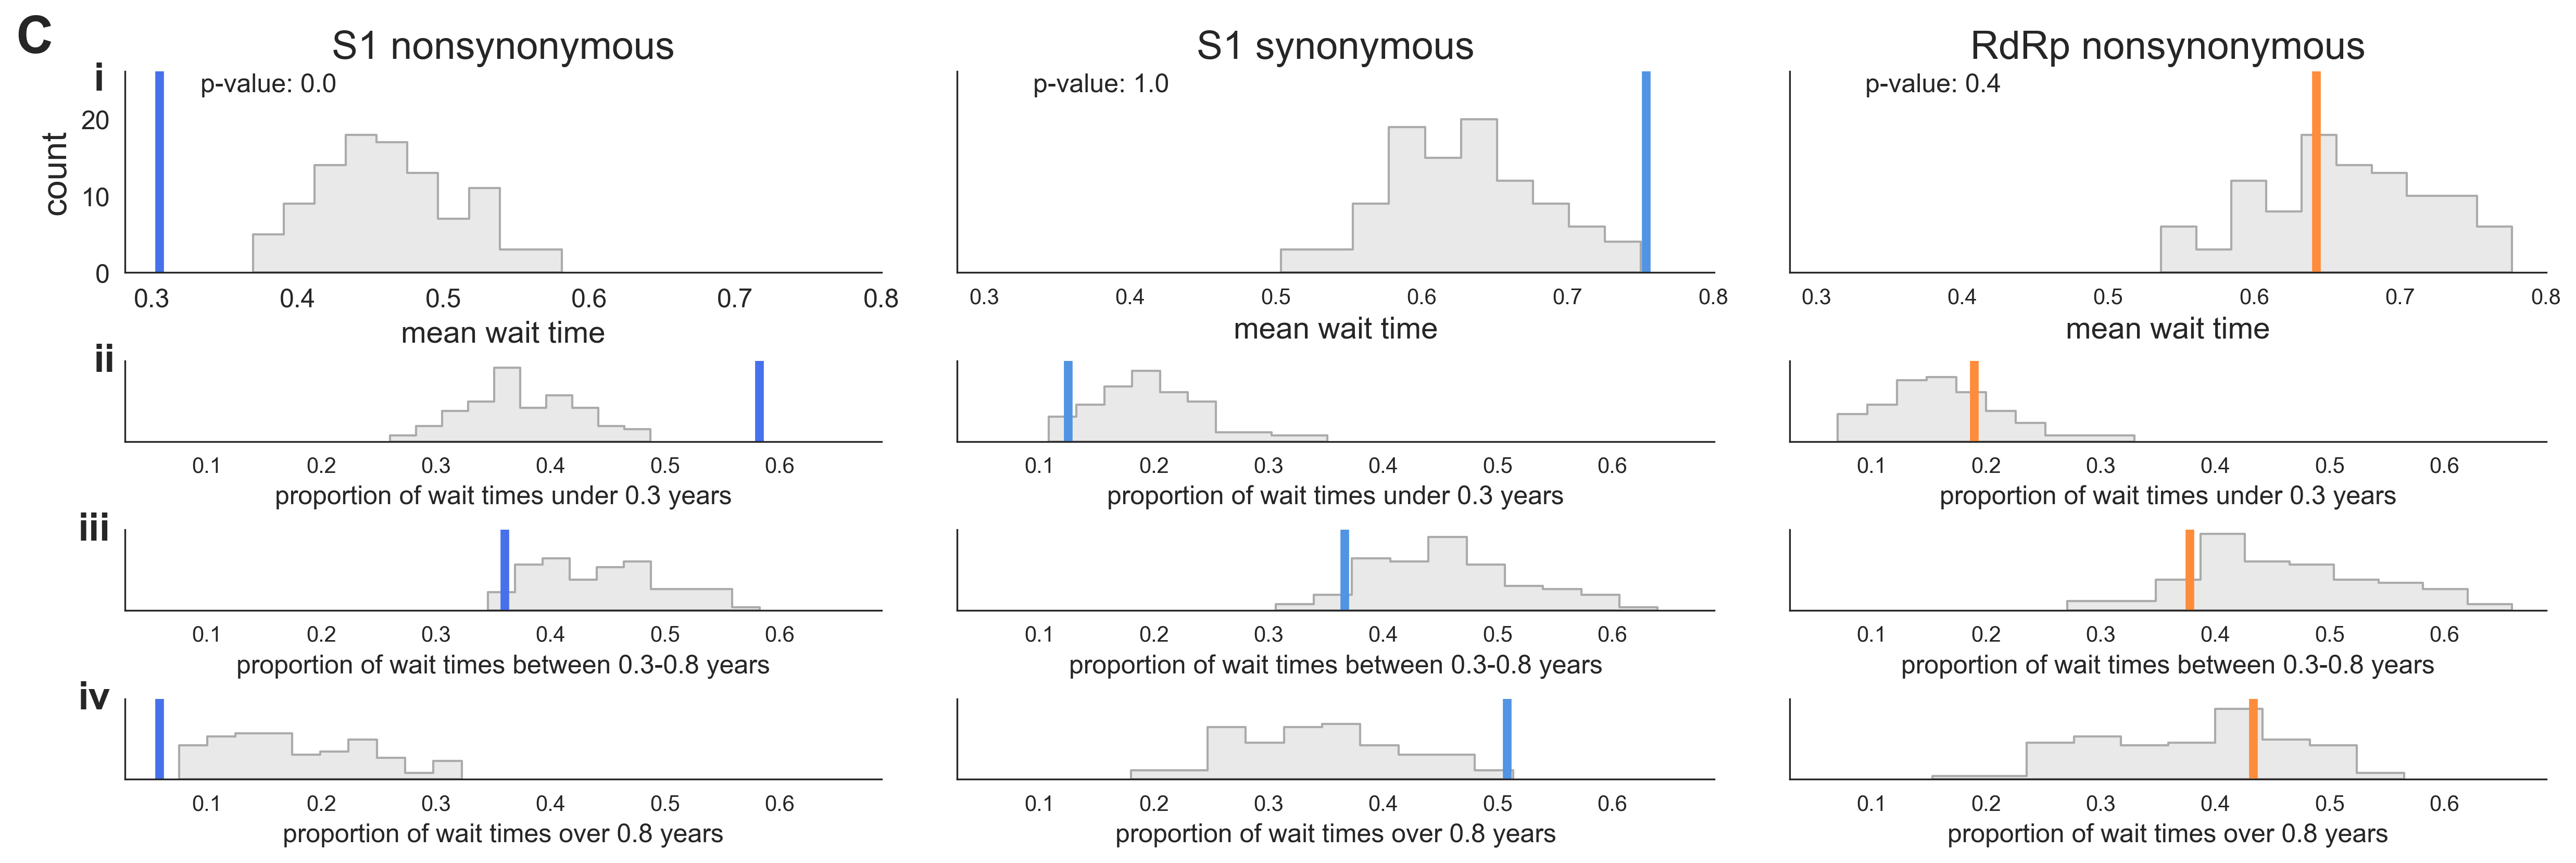 C
S1 nonsynonymous
S1 synonymous
RdRp nonsynonymous
i
p-value: 0.0
p-value: 1.0
p-value: 0.4
count
20
10
0
0.3 0.4 0.5 0.6 0.7 0.8
0.3 0.4 0.5 0.6 0.7 0.8
0.3 0.4 0.5 0.6 0.7 0.8
mean wait time
mean wait time
mean wait time
ii
0.1 0.2 0.3 0.4 0.5 0.6
0.1 0.2 0.3 0.4 0.5 0.6
0.1 0.2 0.3 0.4 0.5 0.6
proportion of wait times under 0.3 years
proportion of wait times under 0.3 years
proportion of wait times under 0.3 years
iii
0.1 0.2 0.3 0.4 0.5 0.6
0.1 0.2 0.3 0.4 0.5 0.6
0.1 0.2 0.3 0.4 0.5 0.6
proportion of wait times between 0.3-0.8 years
proportion of wait times between 0.3-0.8 years
proportion of wait times between 0.3-0.8 years
iv
0.1 0.2 0.3 0.4 0.5 0.6
0.1 0.2 0.3 0.4 0.5 0.6
0.1 0.2 0.3 0.4 0.5 0.6
proportion of wait times over 0.8 years
proportion of wait times over 0.8 years
proportion of wait times over 0.8 years